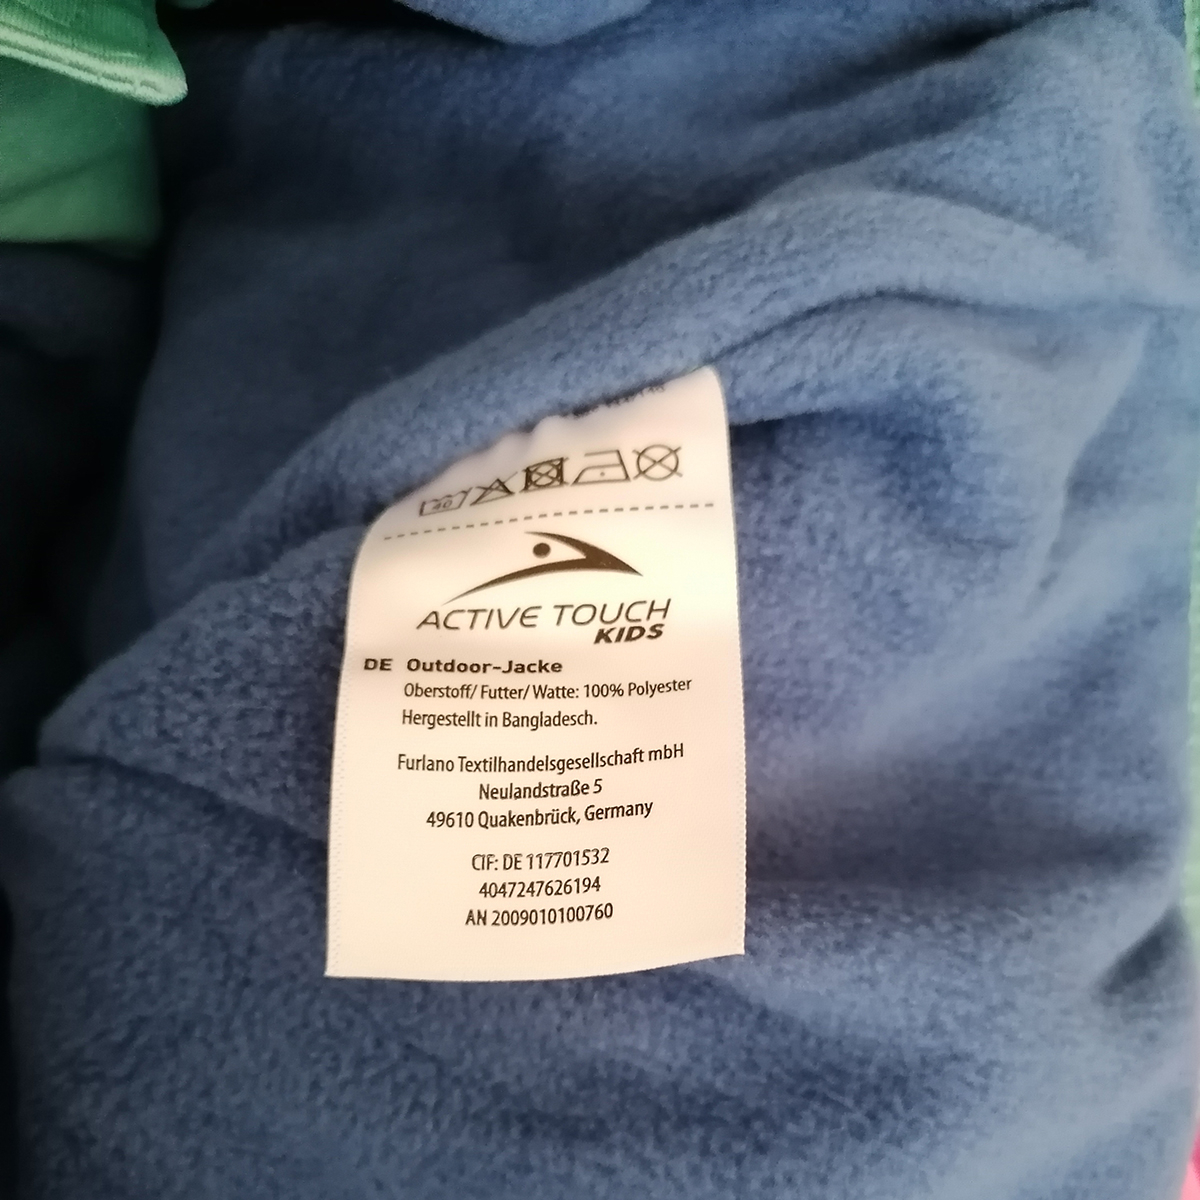 40
ACTIVE TOUCH
KIDS
DE Outdoor-Jacke
Oberstoff/ Futter/ Watte: 100% Polyester
Hergestellt in Bangladesch.
Furlano Textilhandelsgesellschaft mbH
Neulandstraße 5
49610 Quakenbrück, Germany
CIF: DE 117701532
4047247626194
AN 2009010100760